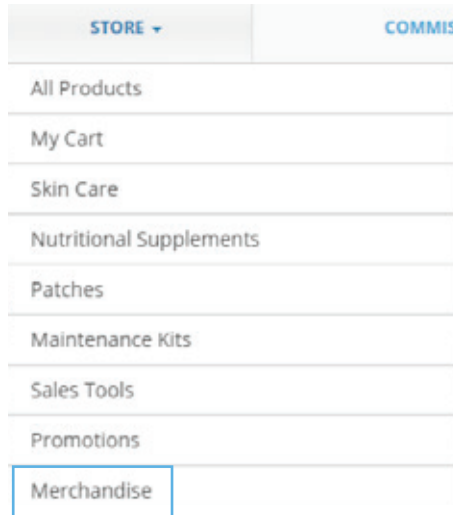 STORE
All Products
My Cart
Skin Care
Nutritional Supplements
Patches
Maintenance Kits
Sales Tools
Promotions
Merchandise